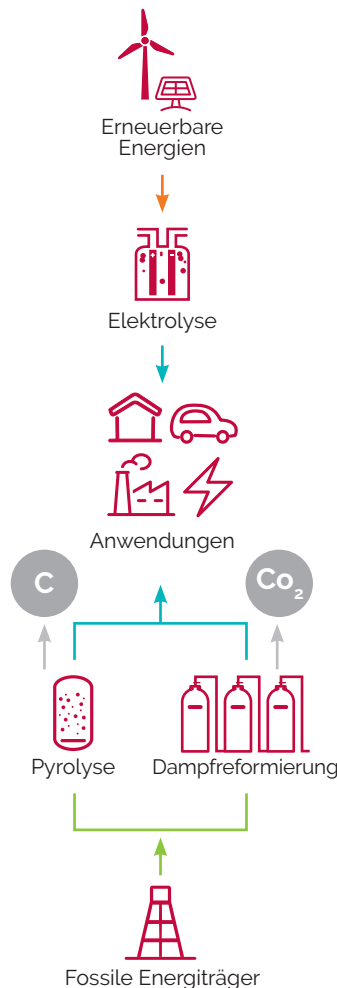 Erneuerbare
Energien
Elektrolyse
Anwendungen
C
Co₂
Pyrolyse
Dampfreformierung
Fossile Energiträger